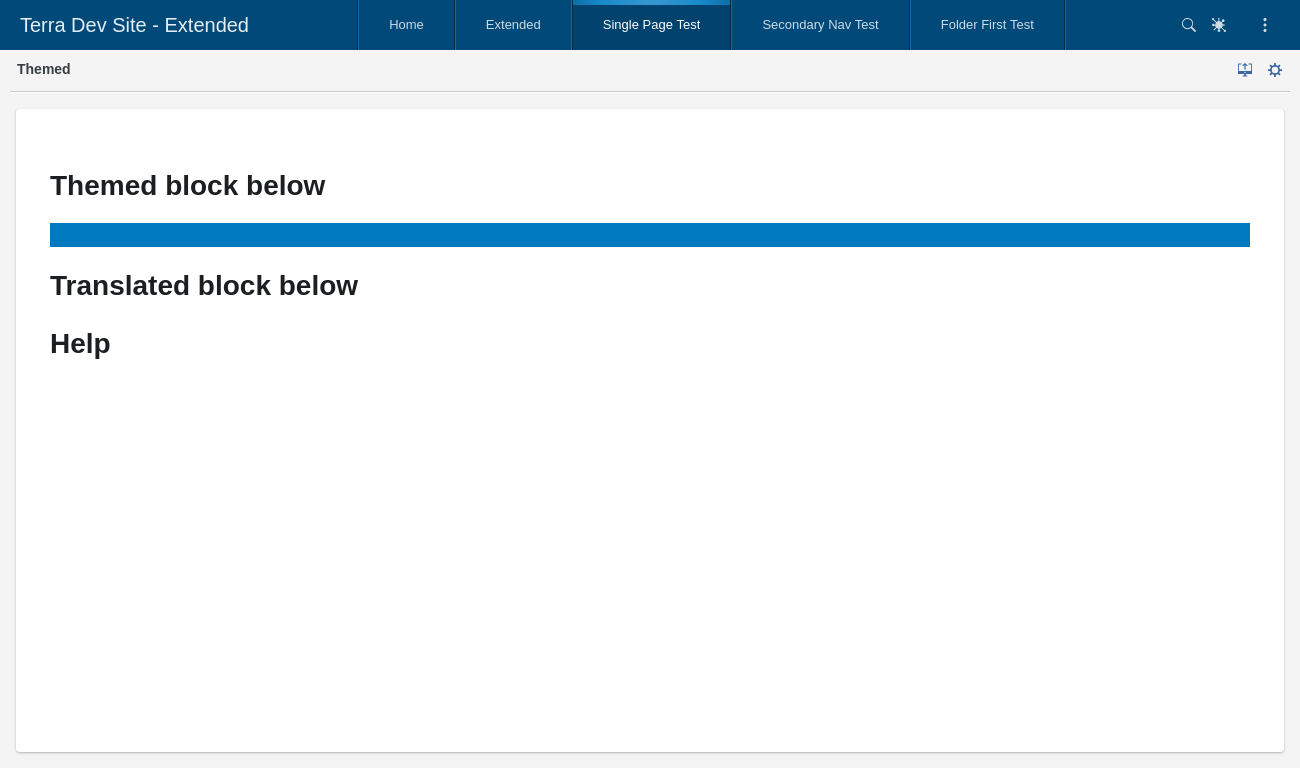 Terra Dev Site - Extended
Home
Extended
Single Page Test
Secondary Nav Test
Folder First Test
Themed
Themed block below
Translated block below
Help